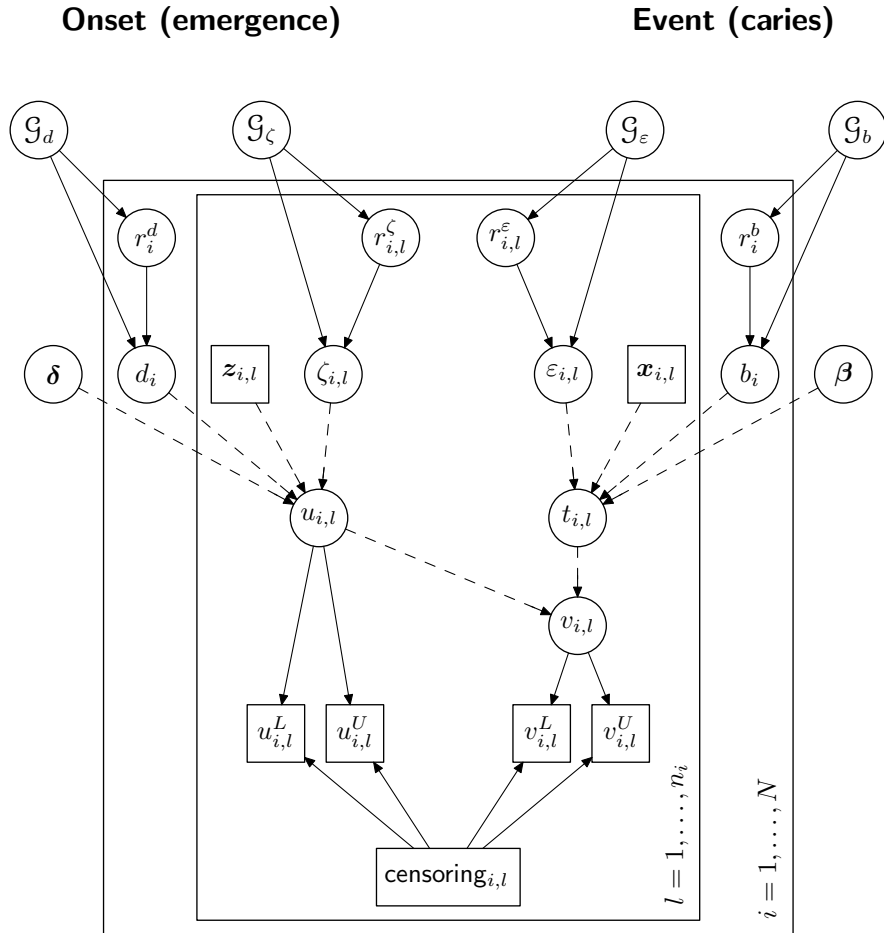 Onset (emergence) Event (caries)
𝒢_d 𝒢_ζ 𝒢_ε 𝒢_b
r_i^d r_{i,l}^ζ r_{i,l}^ε r_i^b
δ d_i z_{i,l} ζ_{i,l} ε_{i,l} x_{i,l} b_i β
u_{i,l} t_{i,l}
v_{i,l}
u_{i,l}^L u_{i,l}^U v_{i,l}^L v_{i,l}^U
censoring_{i,l}
l = 1, . . . , n_i
i = 1, . . . , N